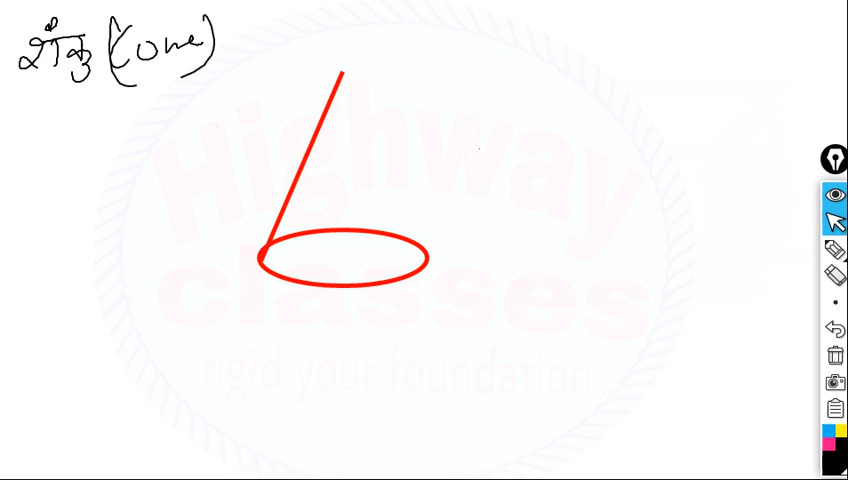 शंकु (Cone)
Highway
classes
...rigid your foundation...